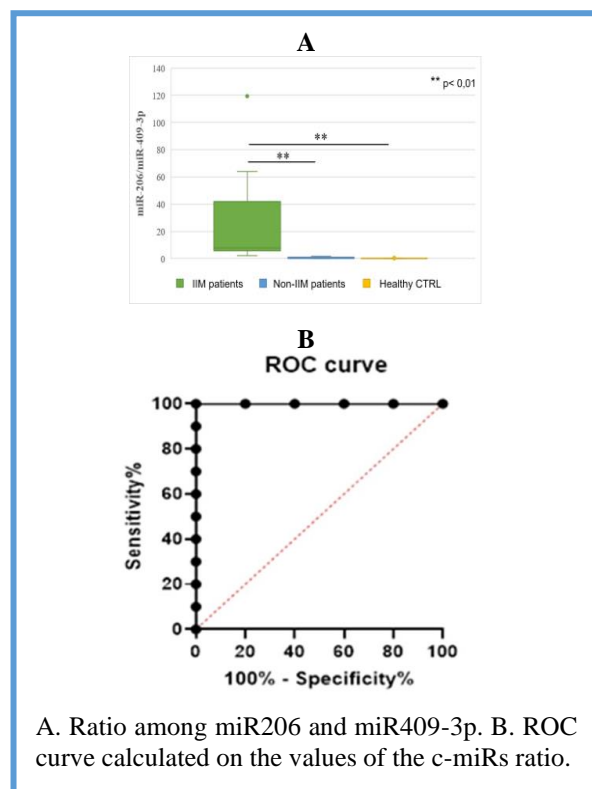 A
140
120
100
80
60
40
20
0
miR-206/miR-409-3p
** p< 0,01
**
**
IIM patients Non-IIM patients Healthy CTRL
B
ROC curve
100
80
60
40
20
0
Sensitivity%
0 20 40 60 80 100
100% - Specificity%
A. Ratio among miR206 and miR409-3p. B. ROC
curve calculated on the values of the c-miRs ratio.